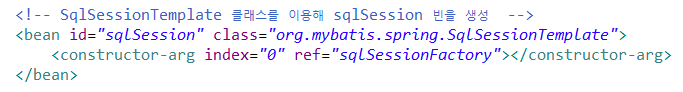 <!-- SqlSessionTemplate 클래스를 이용해 sqlSession 빈을 생성  -->
<bean id="sqlSession" class="org.mybatis.spring.SqlSessionTemplate">
    <constructor-arg index="0" ref="sqlSessionFactory"></constructor-arg>
</bean>